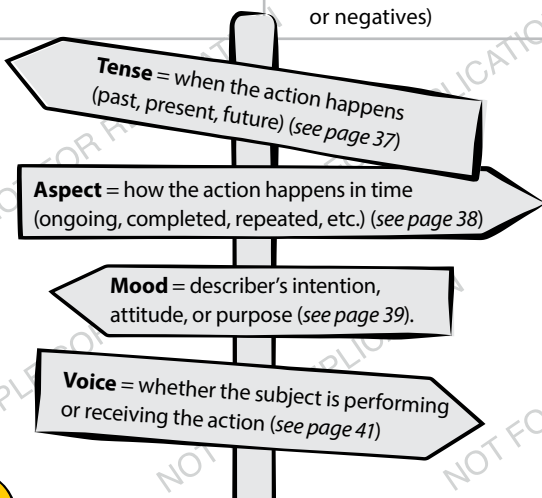 or negatives)
Tense = when the action happens
(past, present, future) (see page 37)
Aspect = how the action happens in time
(ongoing, completed, repeated, etc.) (see page 38)
Mood = describer's intention,
attitude, or purpose (see page 39).
Voice = whether the subject is performing
or receiving the action (see page 41)